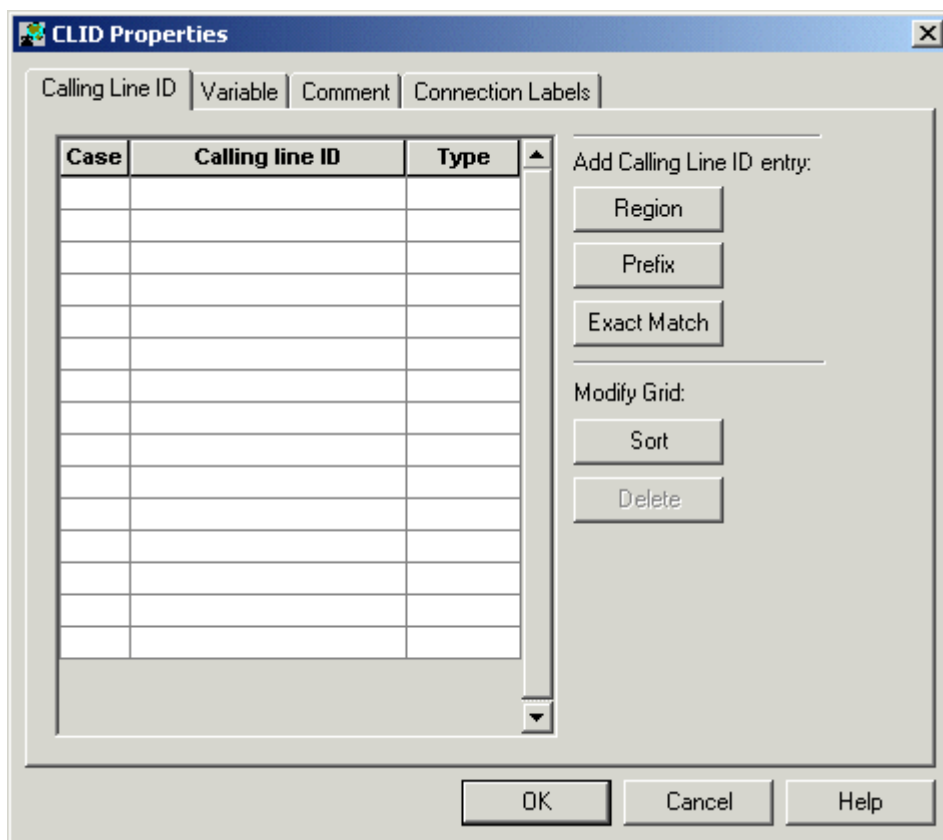 CLID Properties
Calling Line ID Variable Comment Connection Labels
Case Calling line ID Type
Add Calling Line ID entry:
Region
Prefix
Exact Match
Modify Grid:
Sort
Delete
OK Cancel Help